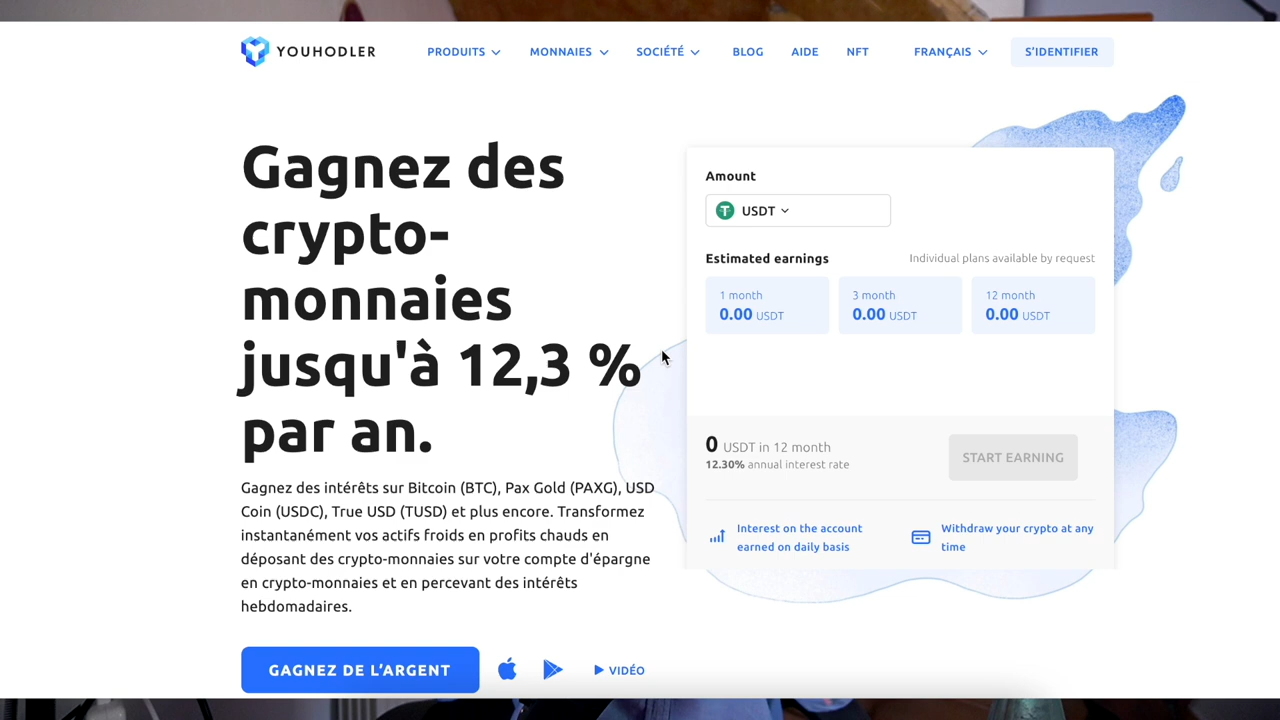 YOUHODLER
PRODUITS
MONNAIES
SOCIÉTÉ
BLOG
AIDE
NFT
FRANÇAIS
S'IDENTIFIER
Gagnez des
crypto-
monnaies
jusqu'à 12,3 %
par an.
Gagnez des intérêts sur Bitcoin (BTC), Pax Gold (PAXG), USD
Coin (USDC), True USD (TUSD) et plus encore. Transformez
instantanément vos actifs froids en profits chauds en
déposant des crypto-monnaies sur votre compte d'épargne
en crypto-monnaies et en percevant des intérêts
hebdomadaires.
GAGNEZ DE L’ARGENT
VIDÉO
Amount
USDT
Estimated earnings
Individual plans available by request
1 month
0.00 USDT
3 month
0.00 USDT
12 month
0.00 USDT
0 USDT in 12 month
12.30% annual interest rate
START EARNING
Interest on the account
earned on daily basis
Withdraw your crypto at any
time